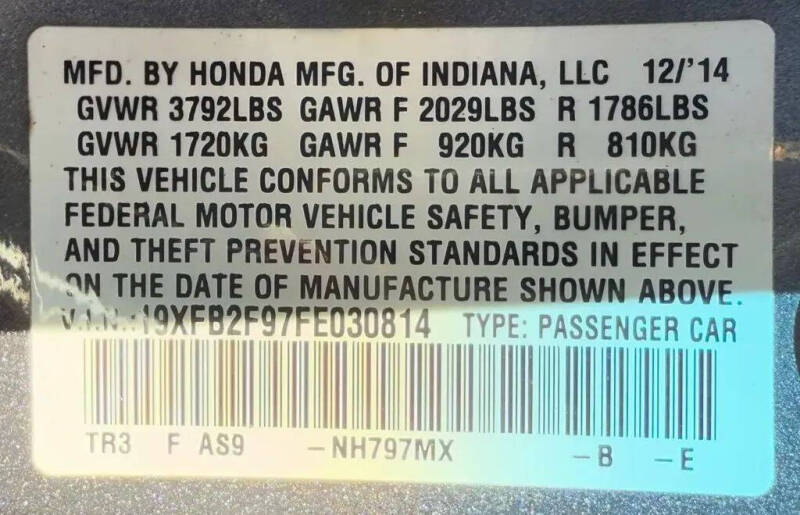 MFD. BY HONDA MFG. OF INDIANA, LLC 12/'14
GVWR 3792LBS GAWR F 2029LBS R 1786LBS
GVWR 1720KG GAWR F 920KG R 810KG
THIS VEHICLE CONFORMS TO ALL APPLICABLE
FEDERAL MOTOR VEHICLE SAFETY, BUMPER,
AND THEFT PREVENTION STANDARDS IN EFFECT
ON THE DATE OF MANUFACTURE SHOWN ABOVE.
V.I.N.: 19XFB2F97FE030814 TYPE: PASSENGER CAR
TR3 F AS9 -NH797MX -B -E